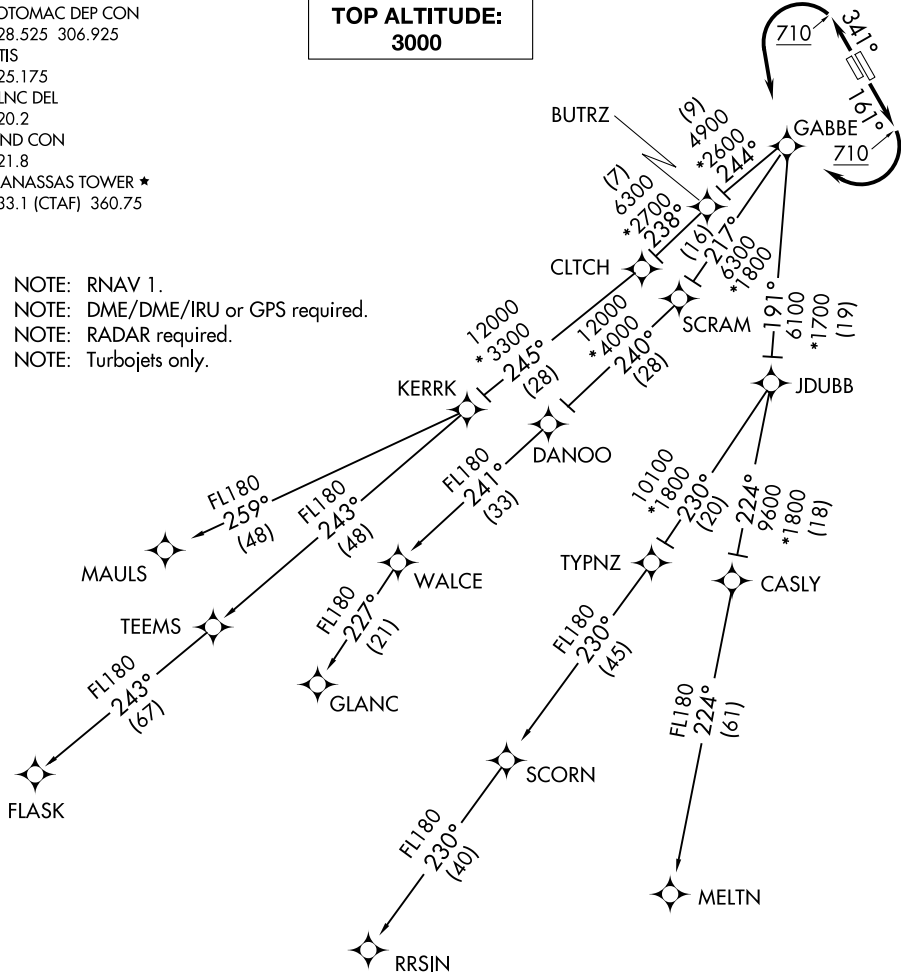 OTOMAC DEP CON
28.525 306.925
TIS
25.175
LNC DEL
20.2
ND CON
21.8
ANASSAS TOWER ★
33.1 (CTAF) 360.75
TOP ALTITUDE:
3000
710
341°
161°
710
GABBE
BUTRZ
(9)
4900
*2600
244°
(7)
6300
*2700
238°
CLTCH
(16)
217°
6300
*1800
SCRAM
191°
6100
*1700
(19)
JDUBB
NOTE: RNAV 1.
NOTE: DME/DME/IRU or GPS required.
NOTE: RADAR required.
NOTE: Turbojets only.
12000
*3300
245°
(28)
KERRK
12000
*4000
240°
(28)
DANOO
FL180
259°
(48)
MAULS
FL180
243°
(48)
TEEMS
FL180
241°
(33)
WALCE
10100
*1800
230°
(20)
TYPNZ
224°
9600
*1800
(18)
CASLY
FL180
227°
(21)
GLANC
FL180
243°
(67)
FLASK
FL180
230°
(45)
SCORN
FL180
224°
(61)
MELTN
FL180
230°
(40)
RRSIN